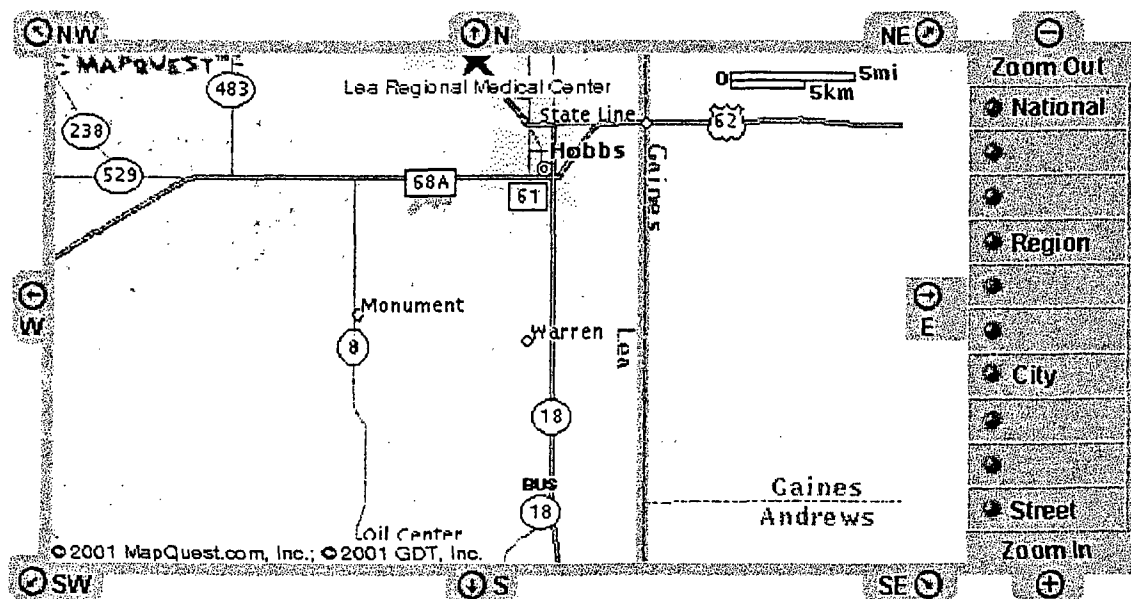 NW
N
NE
MAPQUEST™
483
Lea Regional Medical Center
0 5mi
5km
Zoom Out
National
238
State Line
62
Hobbs
Gaines
529
68A
61
Region
W
Monument
E
Warren
8
Lea
City
18
BUS
18
Gaines
Andrews
Street
Oil Center
©2001 MapQuest.com, Inc.; ©2001 GDT, Inc.
Zoom In
SW
S
SE